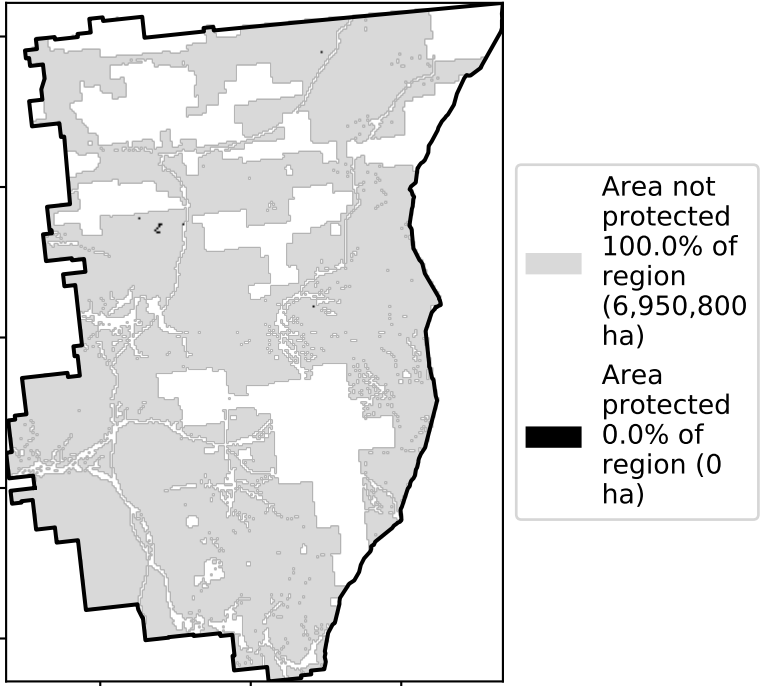 Area not
protected
100.0% of
region
(6,950,800
ha)
Area
protected
0.0% of
region (0
ha)